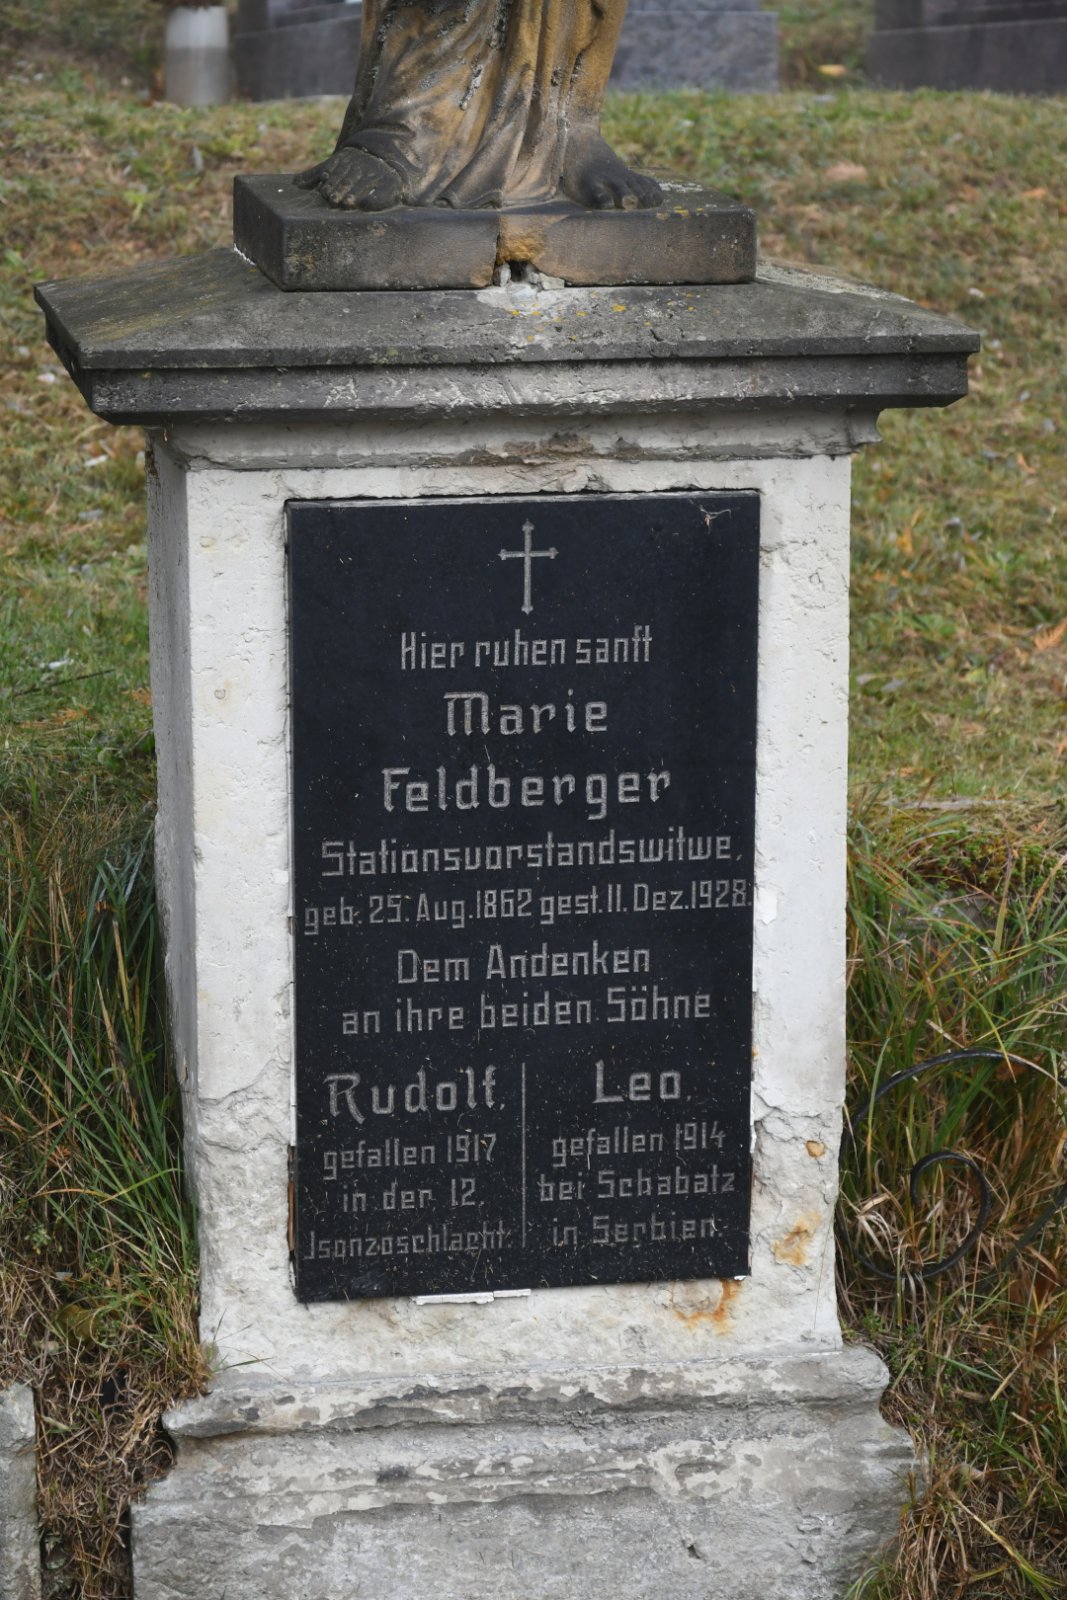 Hier ruhen sanft
Marie
Feldberger
Stationsvorstandswitwe,
geb. 25. Aug. 1862 gest. 11. Dez. 1928.
Dem Andenken
an ihre beiden Söhne
Rudolf,
gefallen 1917
in der 12.
Isonzoschlacht.
Leo,
gefallen 1914
bei Schabatz
in Serbien.